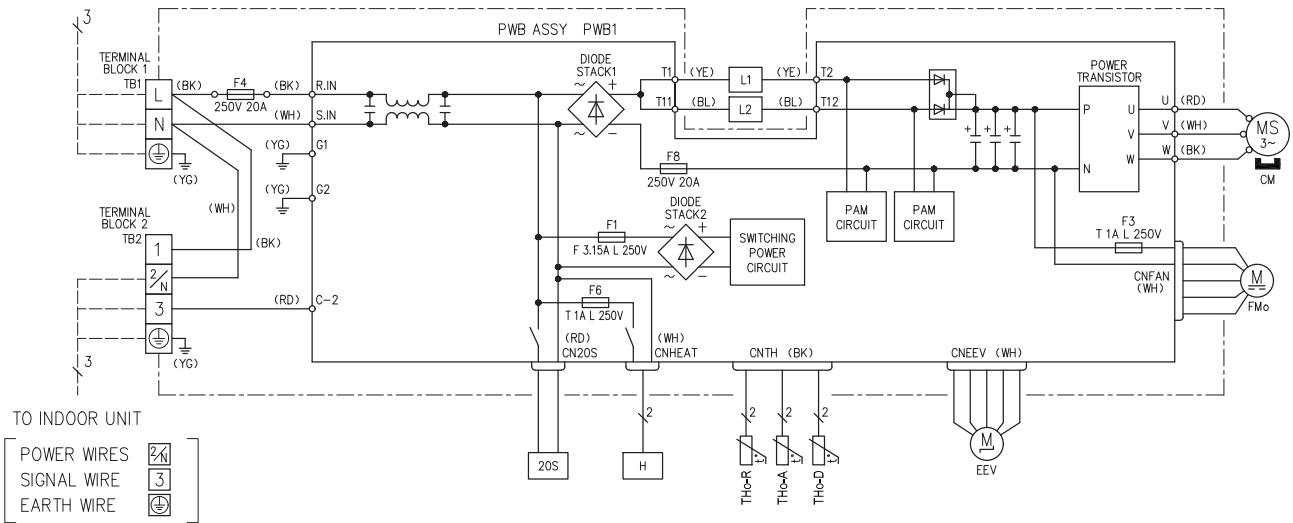 3
PWB ASSY PWB1
TERMINAL
BLOCK 1
TB1
L
(BK)
F4
250V 20A
(BK)
R.IN
N
(WH)
S.IN
(YG)
(YG)
G1
(YG)
G2
(WH)
(BK)
DIODE
STACK1
~
+
~
−
T1
(YE)
L1
(YE)
T2
T11
(BL)
L2
(BL)
T12
F8
250V 20A
+
+
+
POWER
TRANSISTOR
P
N
U
V
W
U
(RD)
V
(WH)
W
(BK)
MS
3~
CM
PAM
CIRCUIT
PAM
CIRCUIT
TERMINAL
BLOCK 2
TB2
1
2/N
3
(RD)
C-2
(YG)
3
F1
F 3.15A L 250V
DIODE
STACK2
~
+
~
−
SWITCHING
POWER
CIRCUIT
F6
T 1A L 250V
F3
T 1A L 250V
CNFAN
(WH)
M
FMo
(RD)
CN20S
(WH)
CNHEAT
CNTH (BK)
CNEEV (WH)
20S
2
H
2
2
2
t°
t°
t°
THo-R
THo-A
THo-D
M
EEV
TO INDOOR UNIT
POWER WIRES 2/N
SIGNAL WIRE 3
EARTH WIRE